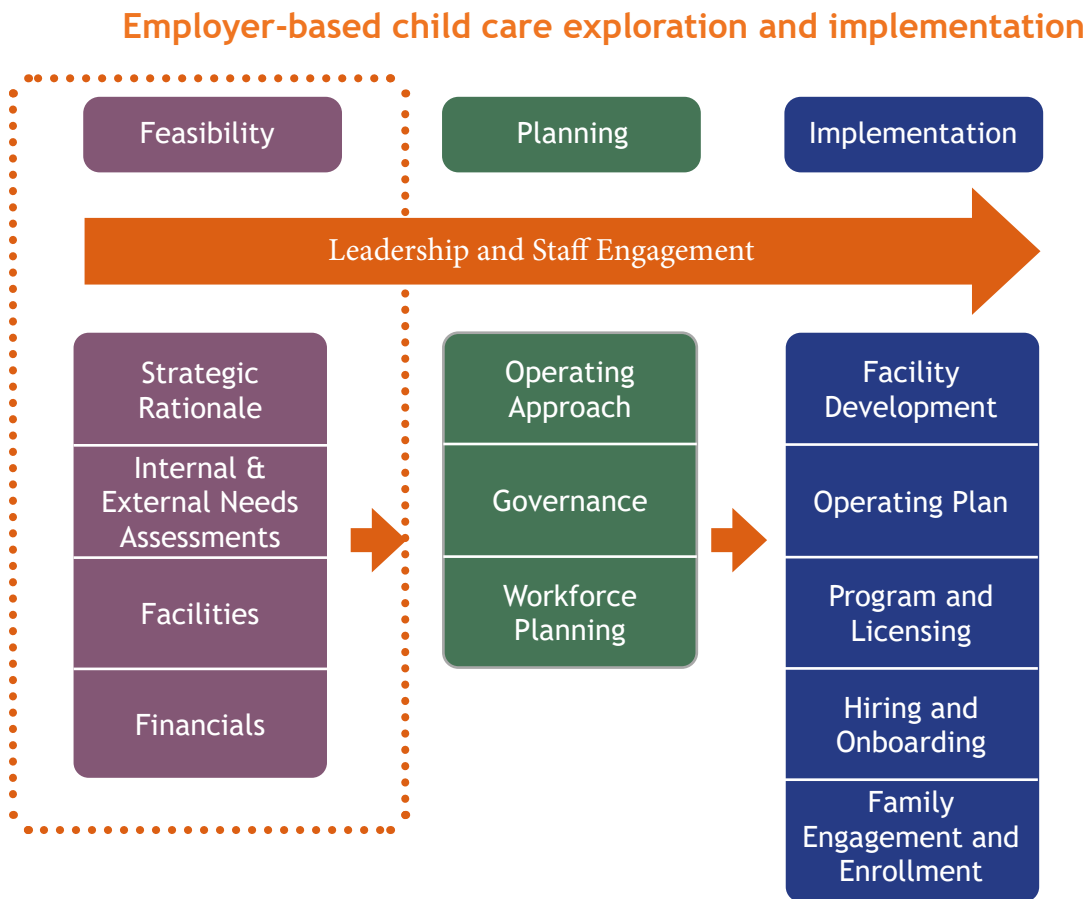 Employer-based child care exploration and implementation
Feasibility
Planning
Implementation
Leadership and Staff Engagement
Strategic
Rationale
Internal &
External Needs
Assessments
Facilities
Financials
Operating
Approach
Governance
Workforce
Planning
Facility
Development
Operating Plan
Program and
Licensing
Hiring and
Onboarding
Family
Engagement and
Enrollment